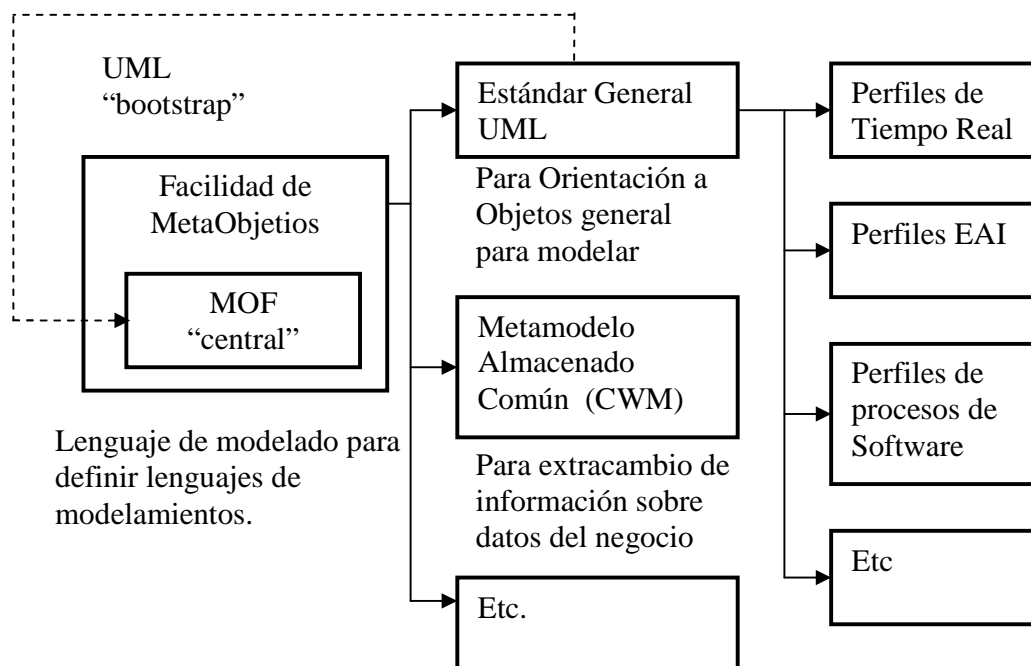 UML
“bootstrap”
Facilidad de
MetaObjetios
MOF
“central”
Lenguaje de modelado para
definir lenguajes de
modelamientos.
Estándar General
UML
Para Orientación a
Objetos general
para modelar
Metamodelo
Almacenado
Común (CWM)
Para extracambio de
información sobre
datos del negocio
Etc.
Perfiles de
Tiempo Real
Perfiles EAI
Perfiles de
procesos de
Software
Etc